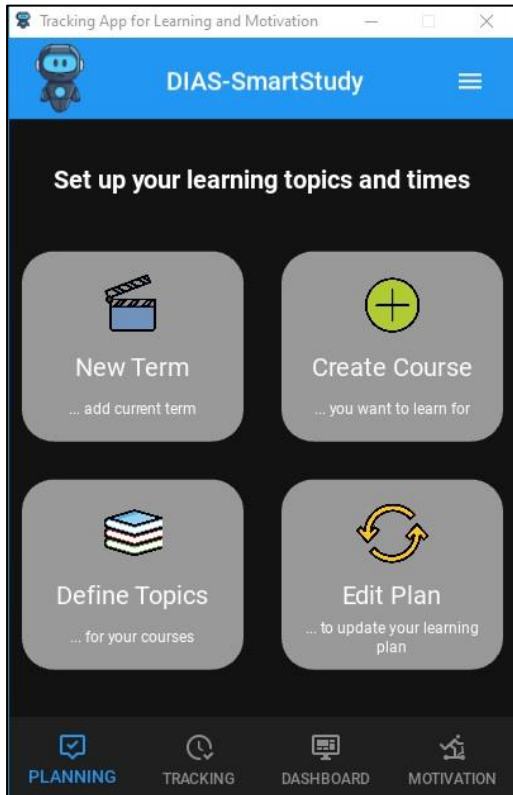 Tracking App for Learning and Motivation
DIAS-SmartStudy
Set up your learning topics and times
New Term
... add current term
Create Course
... you want to learn for
Define Topics
... for your courses
Edit Plan
... to update your learning
plan
PLANNING
TRACKING
DASHBOARD
MOTIVATION